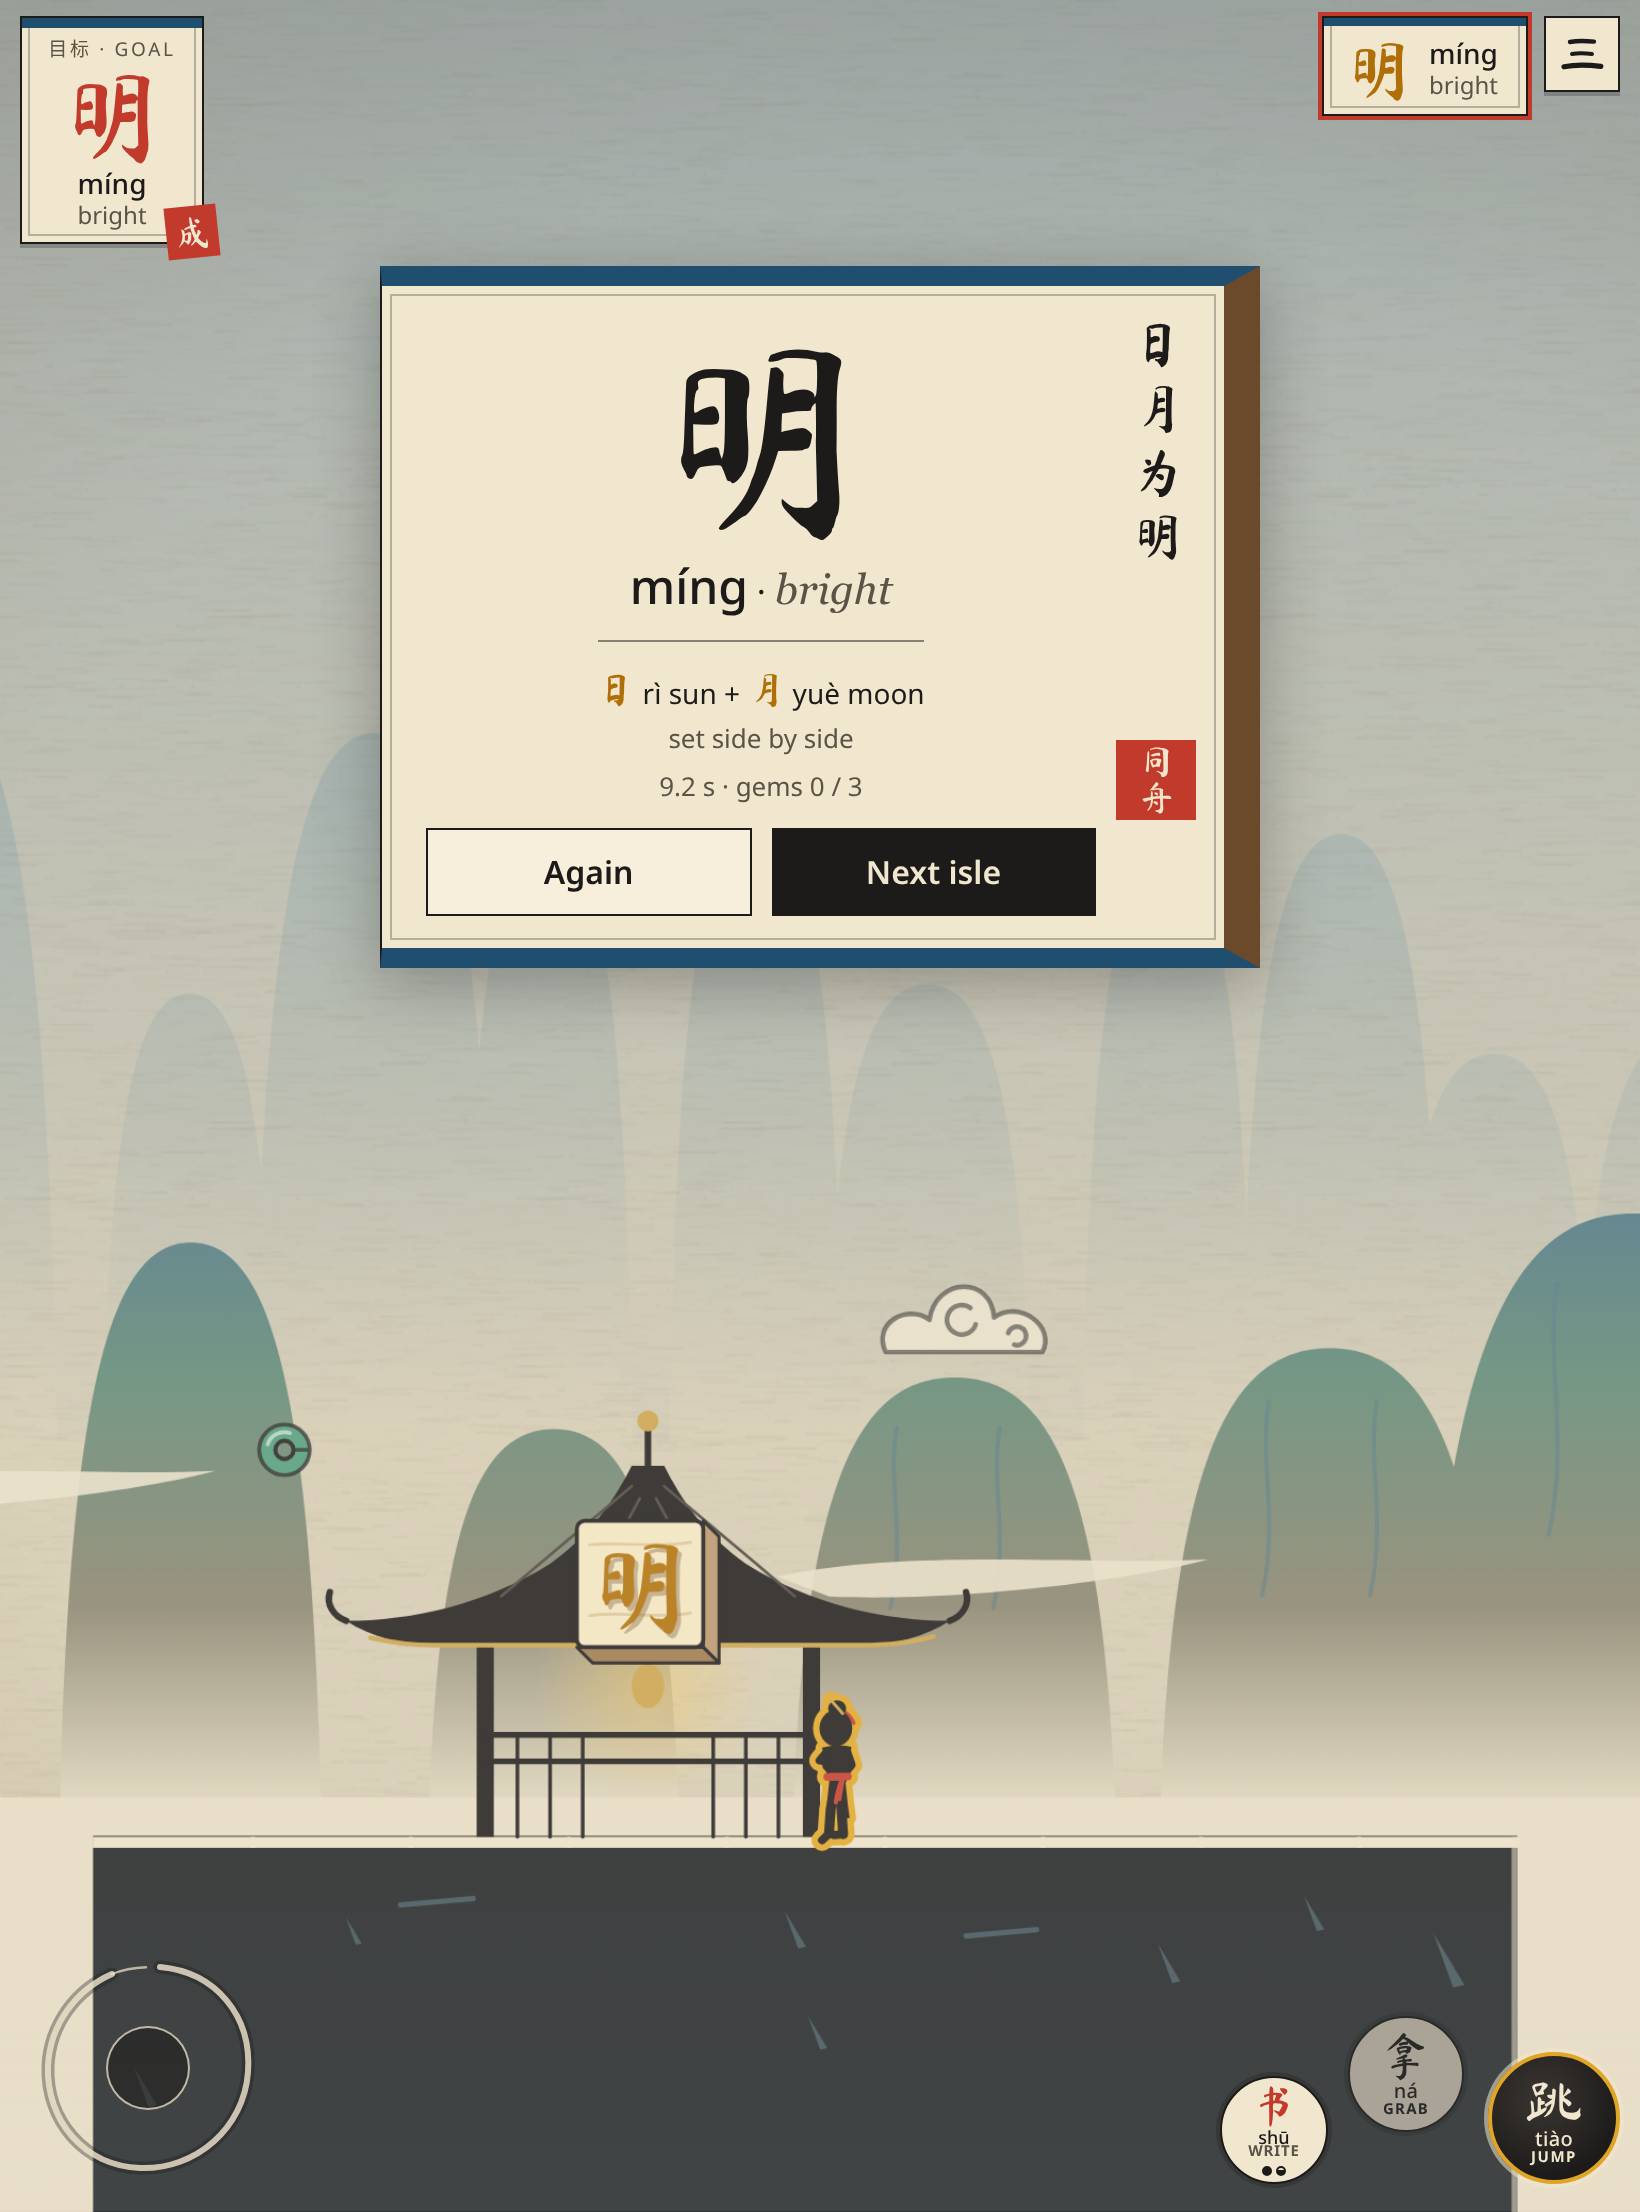 目标 · GOAL
明
míng
bright
成
明
míng
bright
三
明
míng · bright
日 rì sun + 月 yuè moon
set side by side
9.2 s · gems 0 / 3
Again
Next isle
日月为明
同舟
明
书
shū
WRITE
拿
ná
GRAB
跳
tiào
JUMP